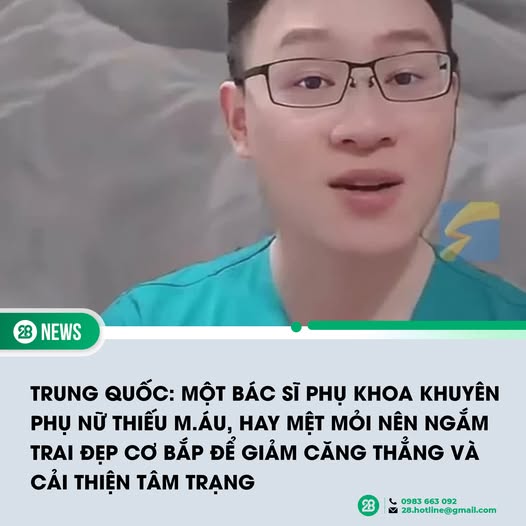 28 NEWS
TRUNG QUỐC: MỘT BÁC SĨ PHỤ KHOA KHUYÊN
PHỤ NỮ THIẾU M.ÁU, HAY MỆT MỎI NÊN NGẮM
TRAI ĐẸP CƠ BẮP ĐỂ GIẢM CĂNG THẲNG VÀ
CẢI THIỆN TÂM TRẠNG
28
0983 663 092
28.hotline@gmail.com